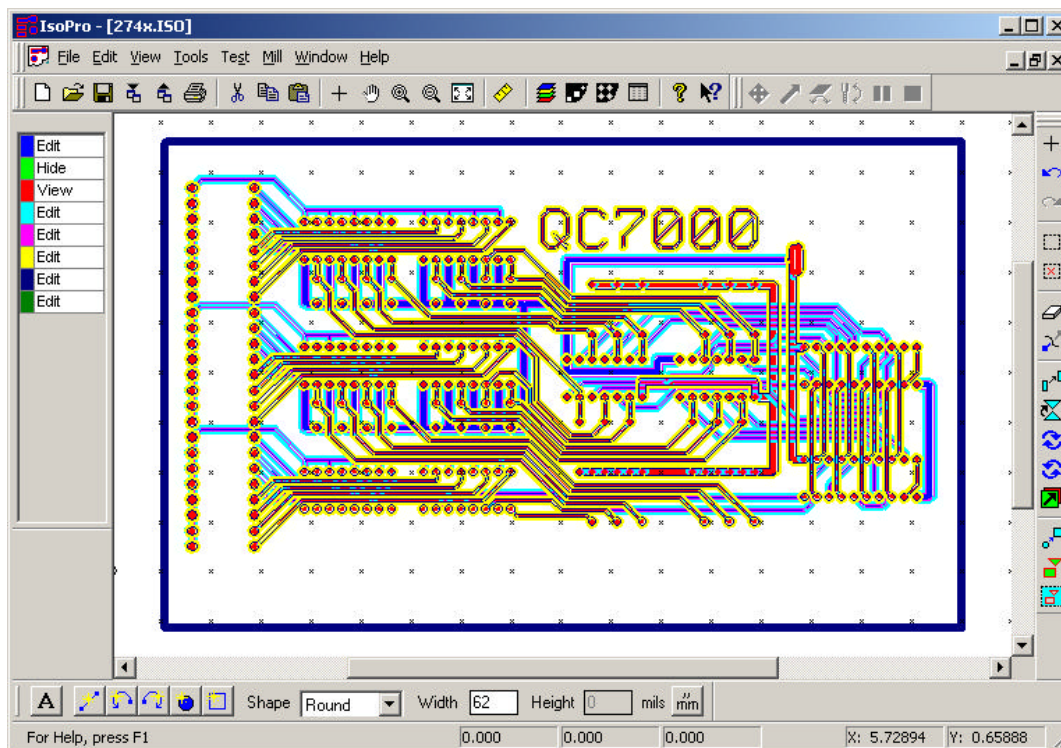 IsoPro - [274x.ISO]
File Edit View Tools Test Mill Window Help
Edit
Hide
View
Edit
Edit
Edit
Edit
Edit
QC7000
A Shape Round Width 62 Height 0 mils in mm
For Help, press F1 0.000 0.000 0.000 X: 5.72894 Y: 0.65888